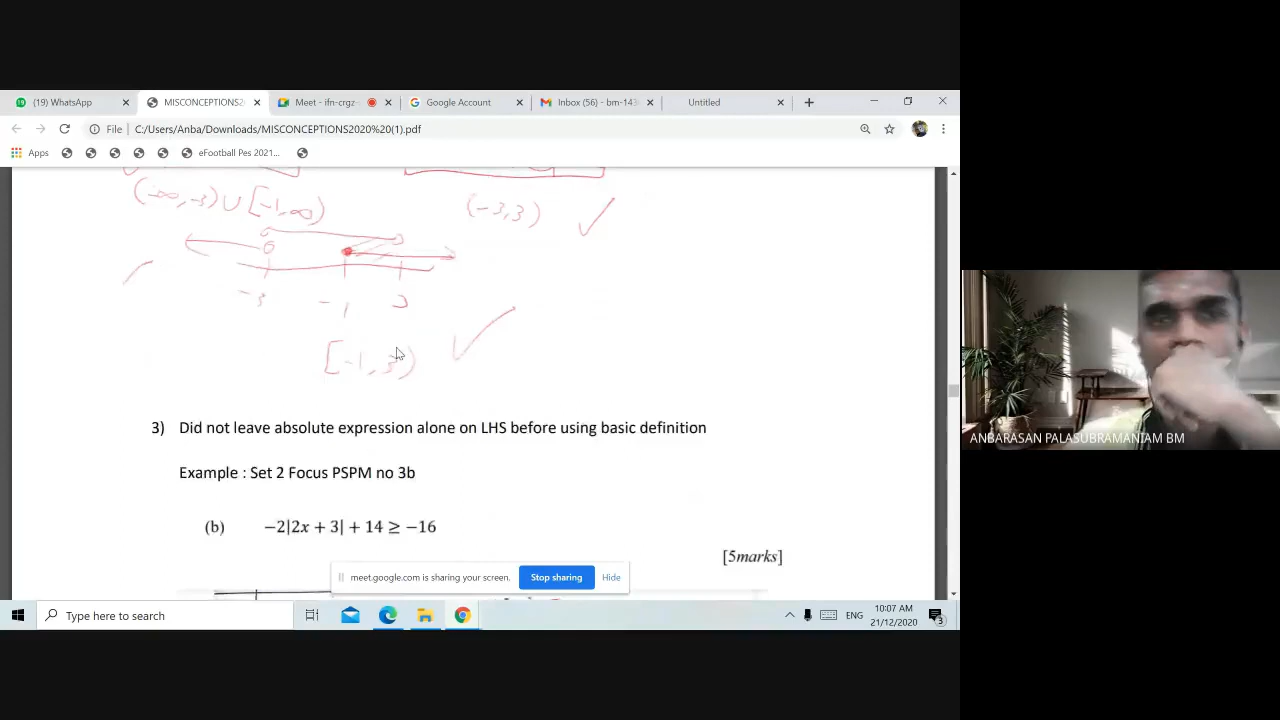 (19) WhatsApp
MISCONCEPTIONS20
Meet - ifn-crgz-
Google Account
Inbox (56) - bm-143
Untitled
File | C:/Users/Anba/Downloads/MISCONCEPTIONS2020%20(1).pdf
Apps
eFootball Pes 2021...
(-∞, -3) ∪ [-1, ∞)
(-3, 3)
-3
-1
[-1, 3)
3) Did not leave absolute expression alone on LHS before using basic definition
Example : Set 2 Focus PSPM no 3b
(b) −2|2x + 3| + 14 ≥ −16
[5marks]
meet.google.com is sharing your screen.
Stop sharing
Hide
Type here to search
ENG
10:07 AM
21/12/2020
3
ANBARASAN PALASUBRAMANIAM BM